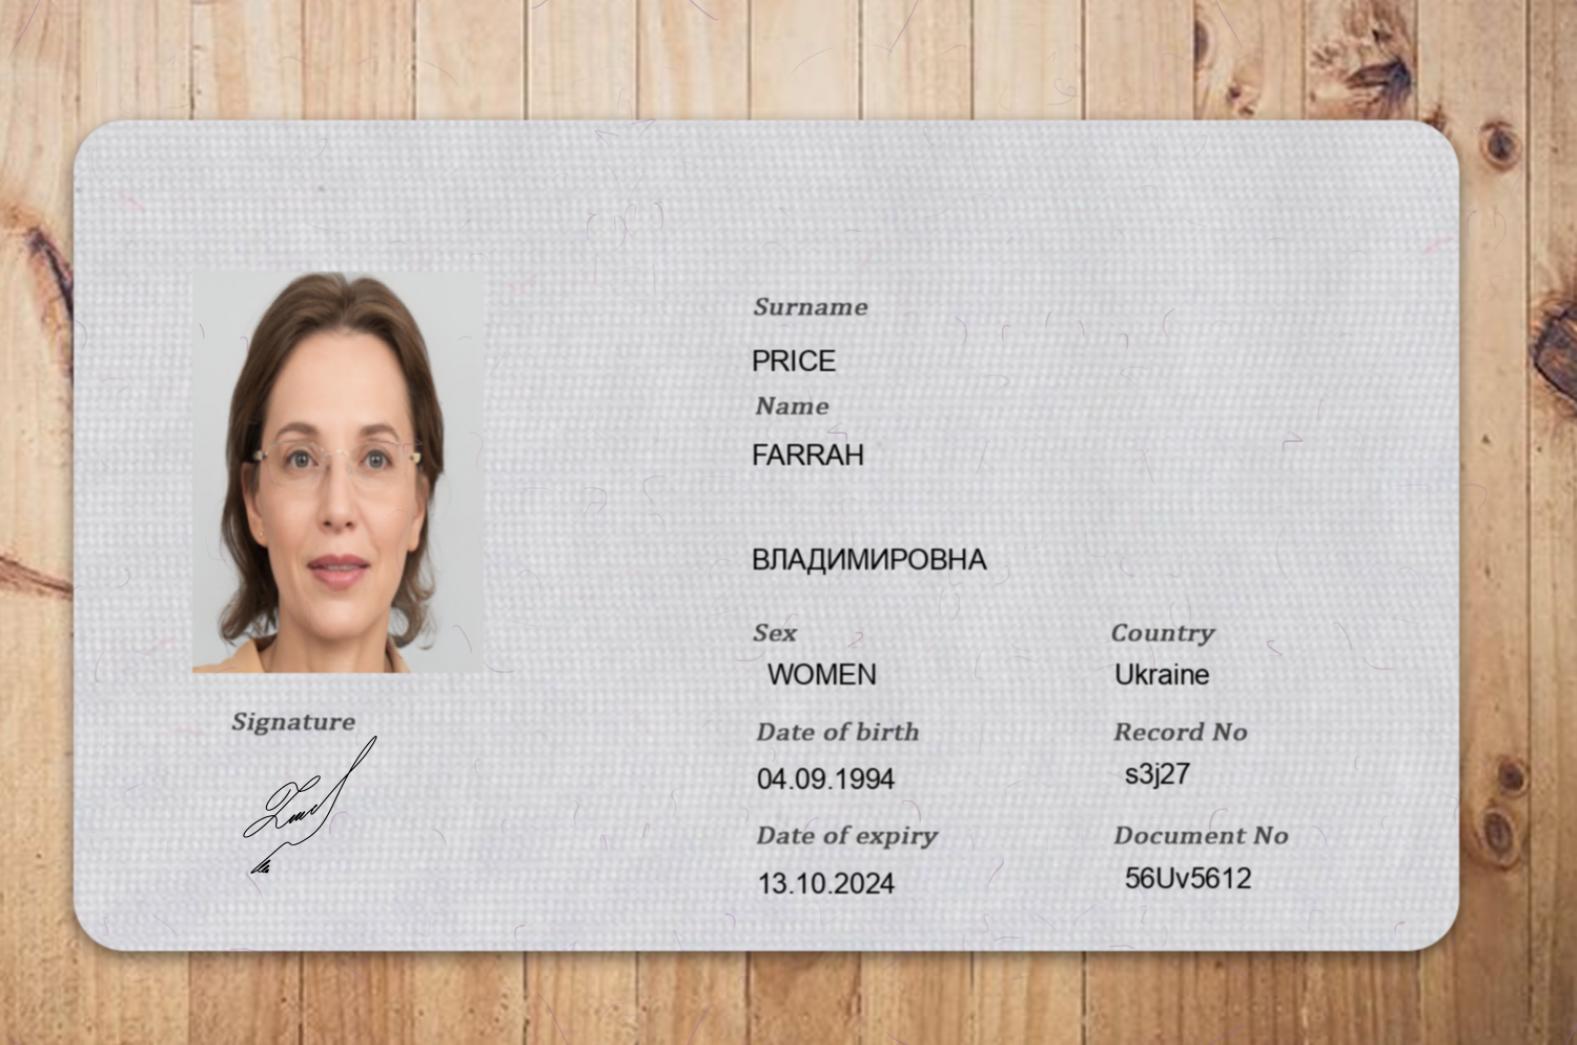 Surname
PRICE
Name
FARRAH
ВЛАДИМИРОВНА
Sex
WOMEN
Country
Ukraine
Date of birth
04.09.1994
Record No
s3j27
Date of expiry
13.10.2024
Document No
56Uv5612
Signature